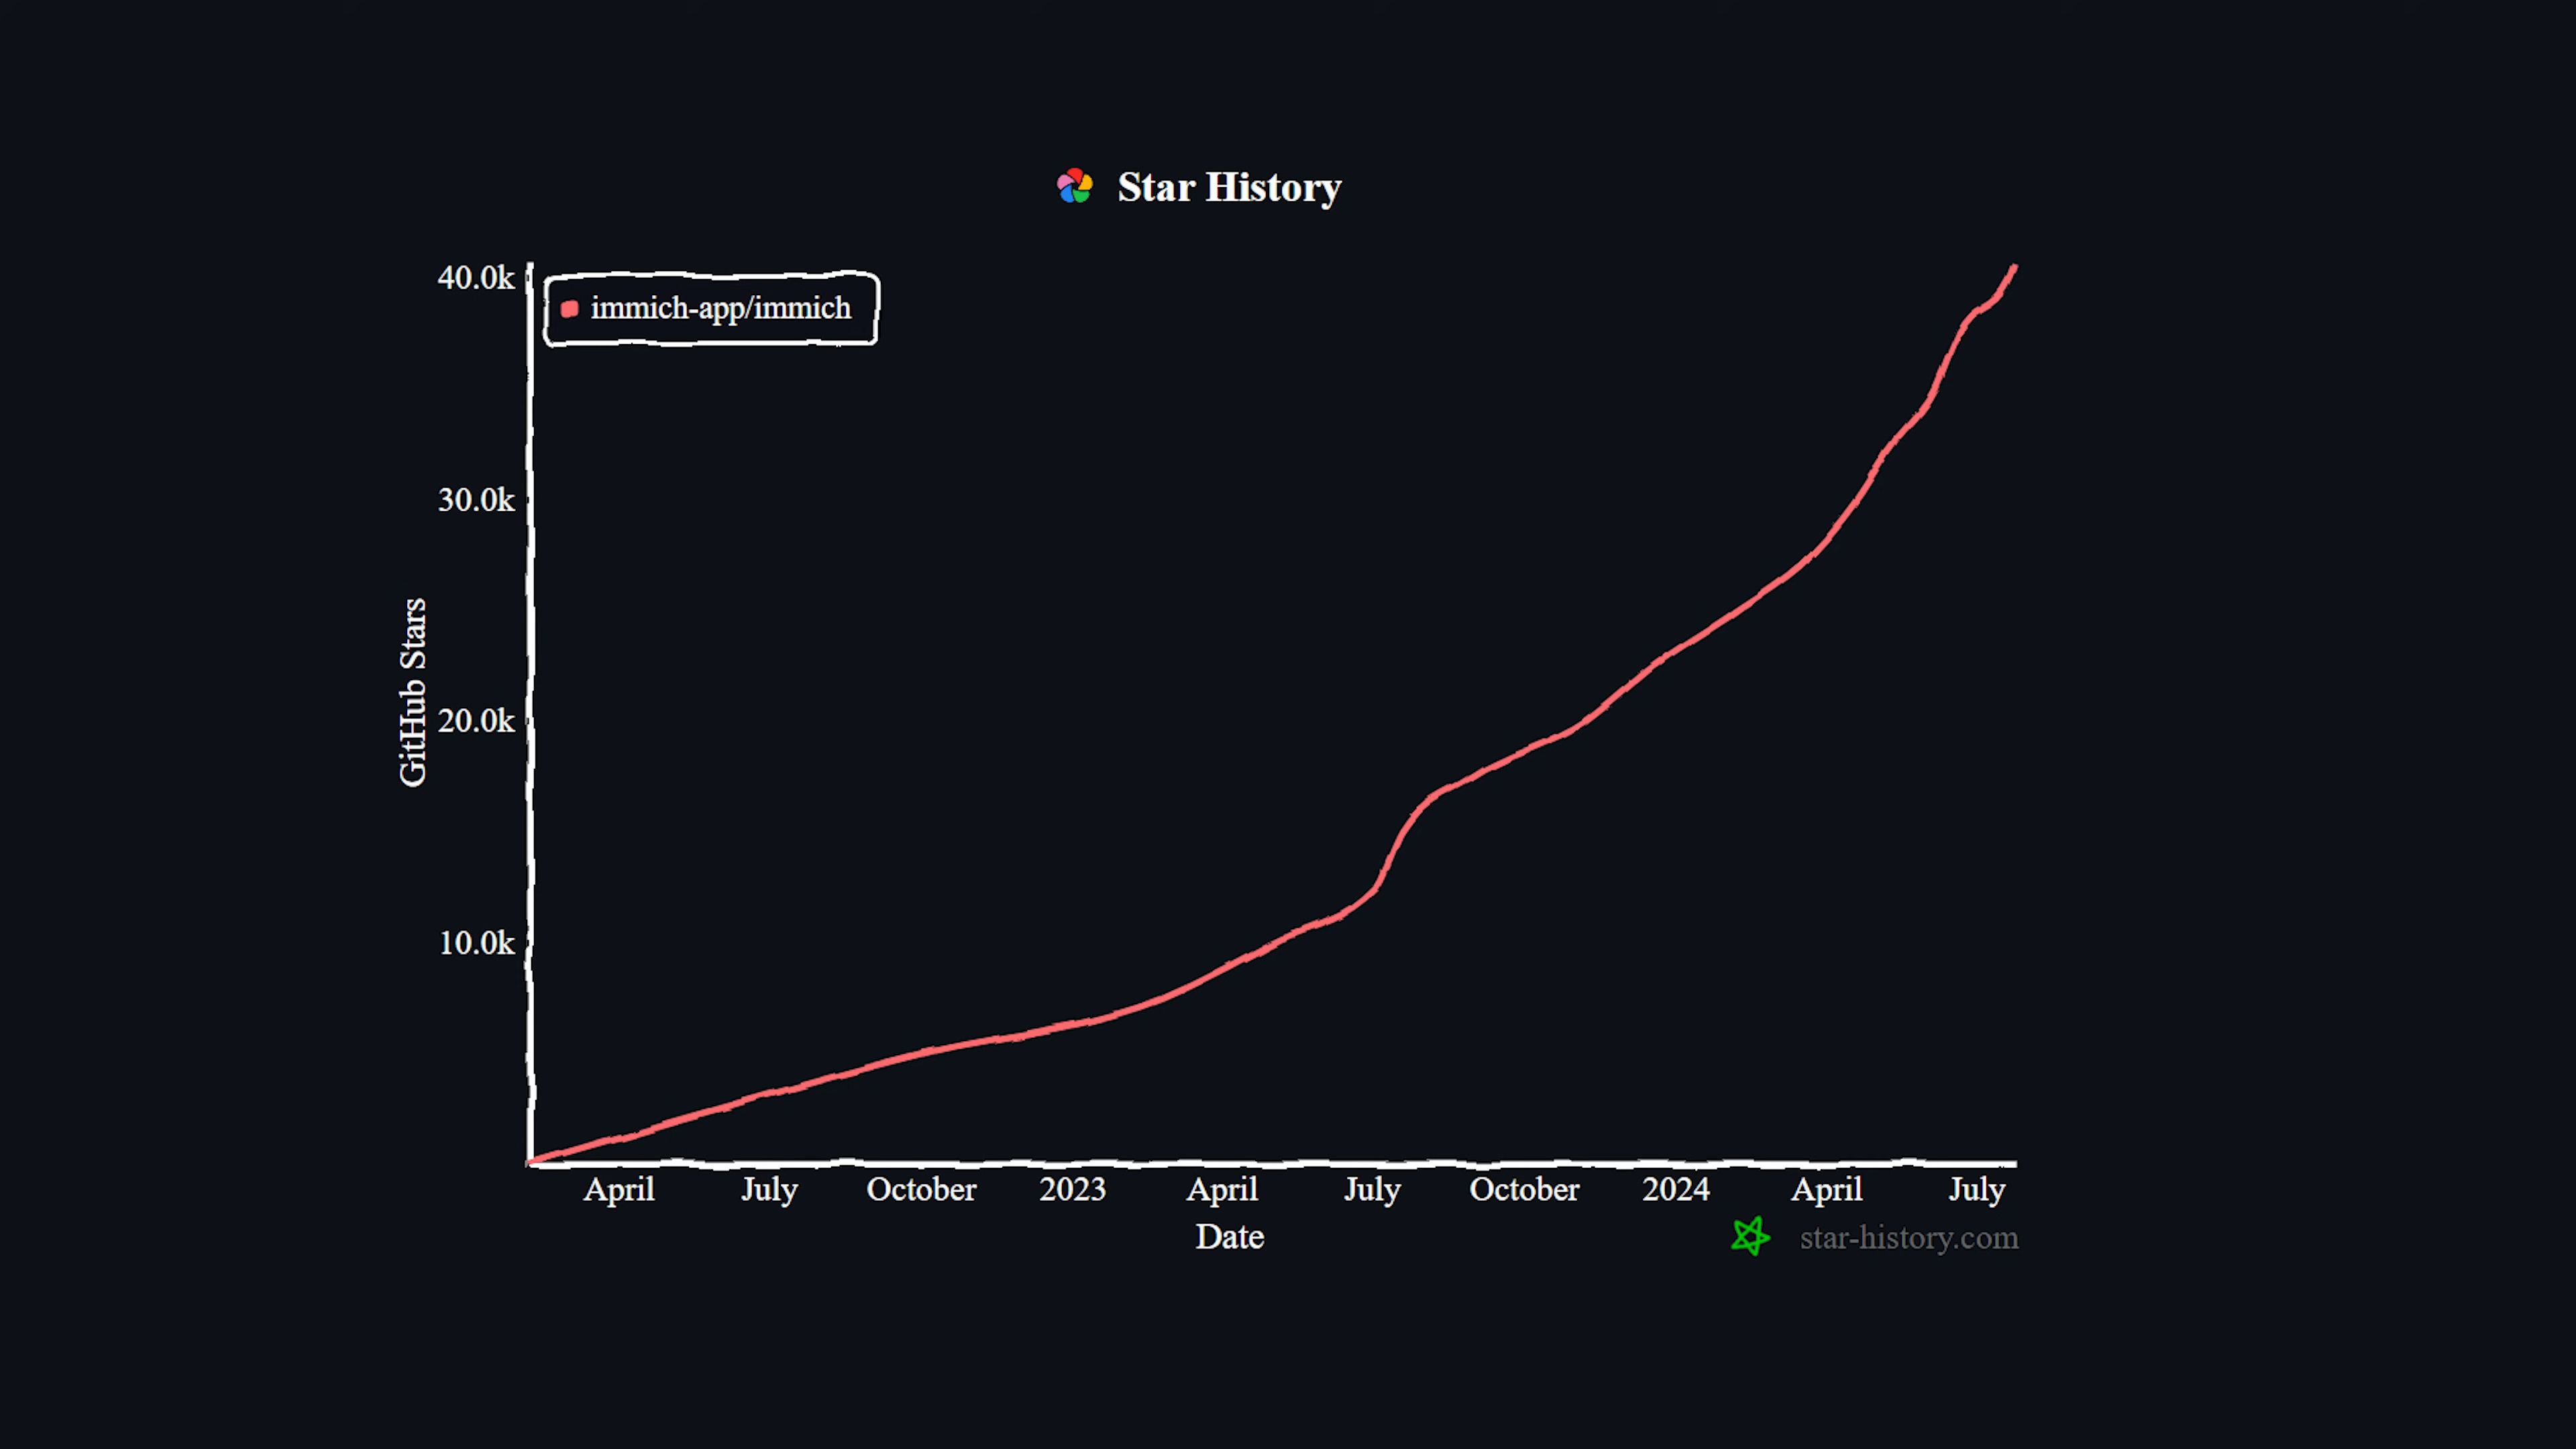 Star History
40.0k
immich-app/immich
30.0k
20.0k
10.0k
GitHub Stars
April July October 2023 April July October 2024 April July
Date
star-history.com